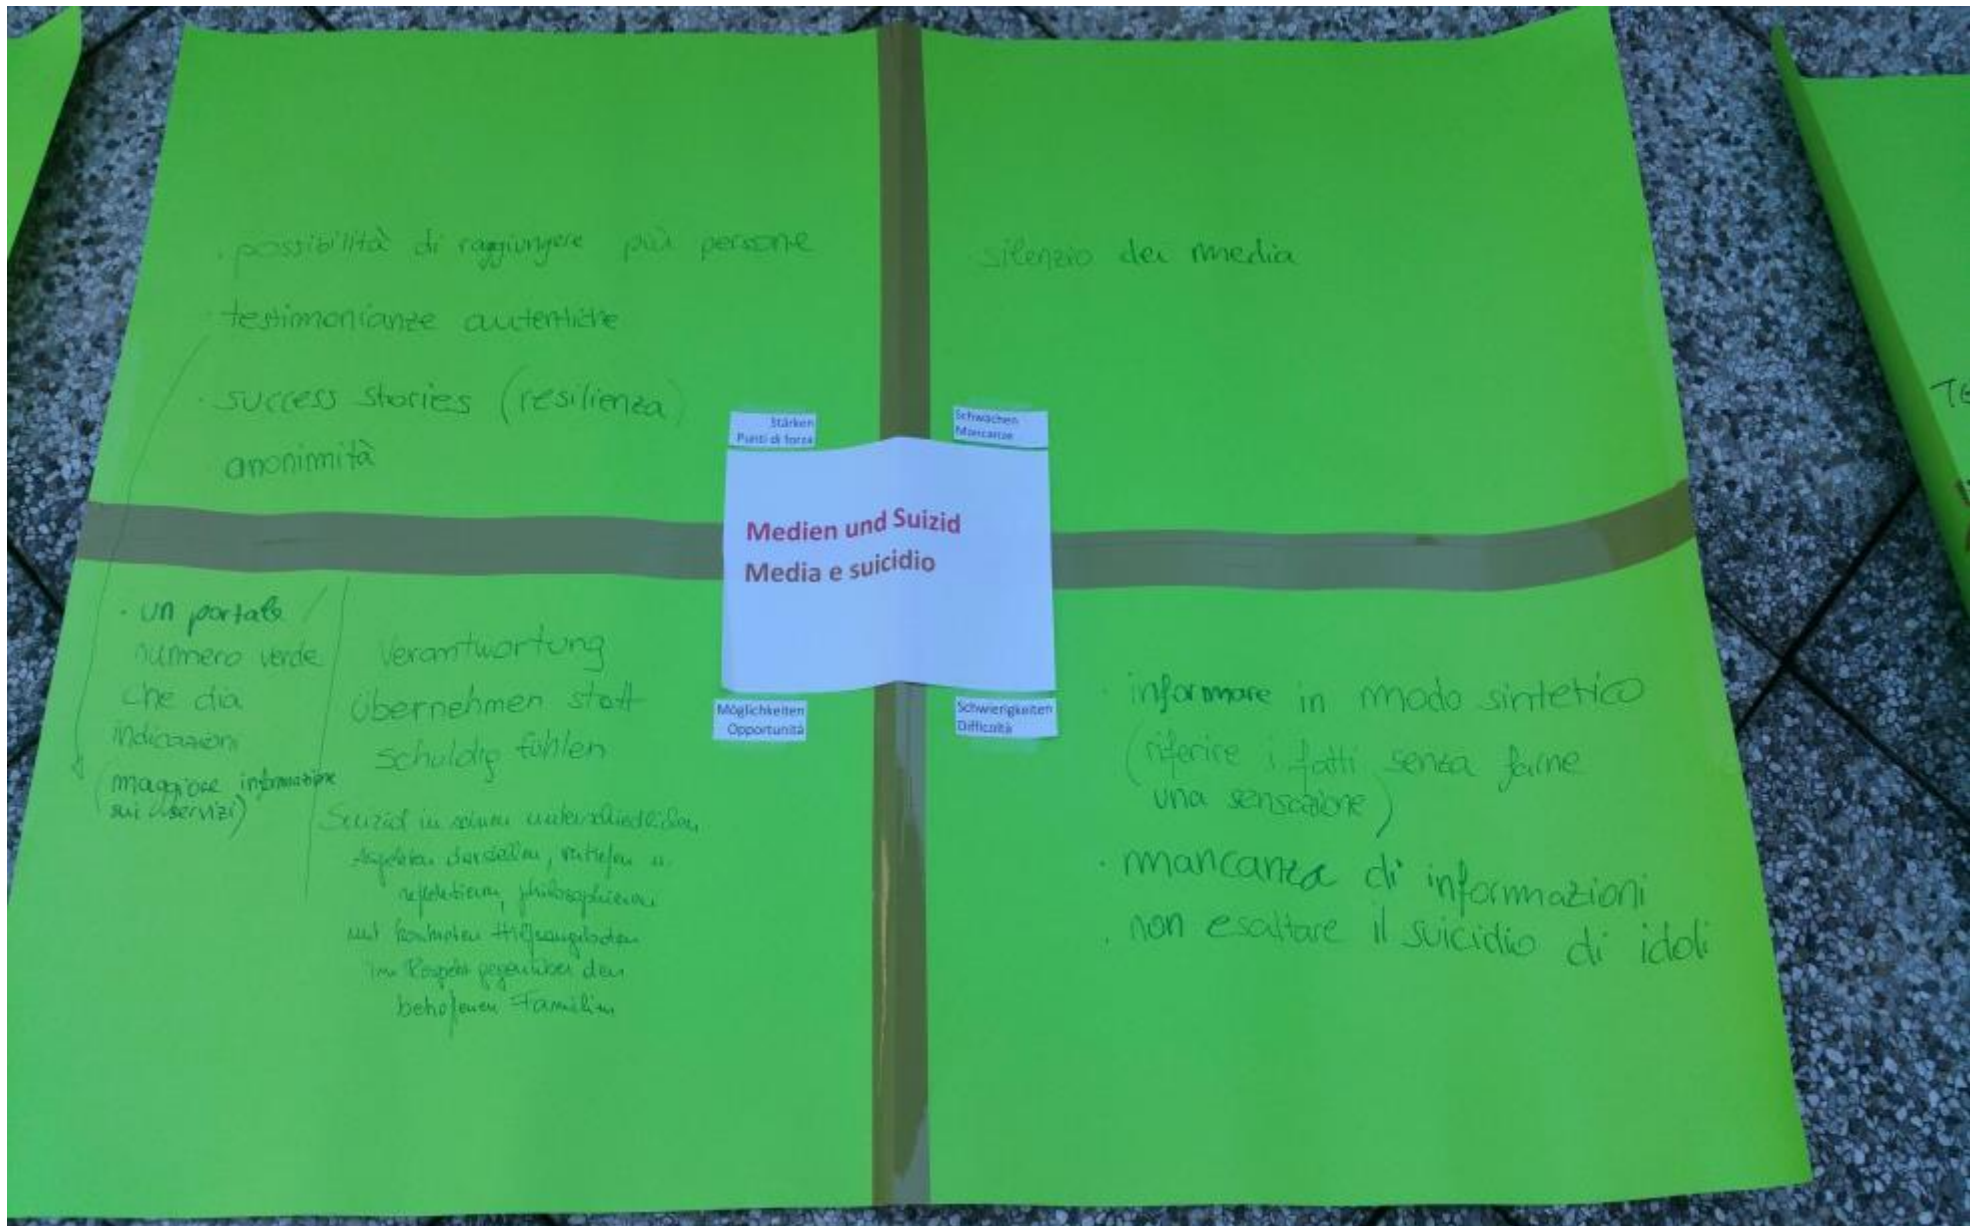 · possibilità di raggiungere più persone
· testimonianze autentiche
· success stories (resilienza)
anonimità
Stärken
Punti di forza
silenzio dei media
Schwächen
Mancanze
Medien und Suizid
Media e suicidio
· un portale /
numero verde
che dia
indicazioni
(maggiore informazione
sui servizi)
Verantwortung
übernehmen statt
schuldig fühlen
Suizid in seinen unterschiedlichen
Aspekten darstellen, vertiefen u.
reflektieren, philosophieren
mit konkreten Hilfsangeboten
im Respekt gegenüber den
betroffenen Familien
Möglichkeiten
Opportunità
Schwierigkeiten
Difficoltà
· informare in modo sintetico
(riferire i fatti senza farne
una sensazione)
· mancanza di informazioni
· non esaltare il suicidio di idoli
TE